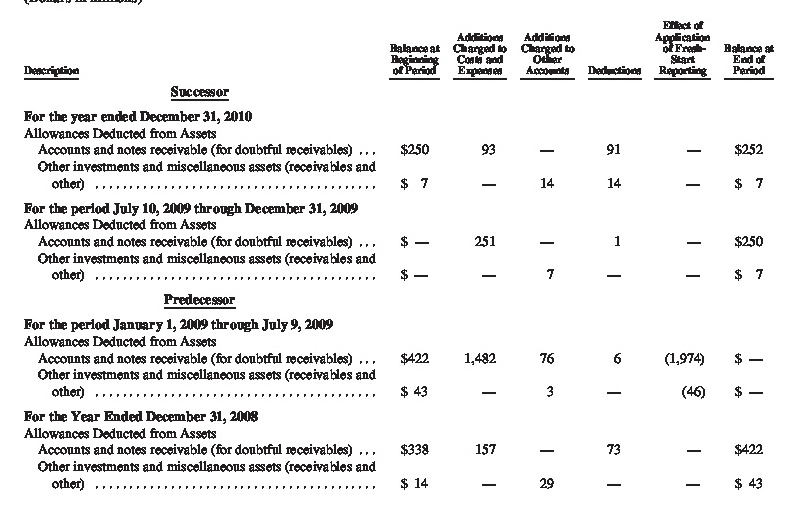 (Dollars in millions)
Description Balance at Beginning of Period Additions Charged to Costs and Expenses Additions Charged to Other Accounts Deductions Effect of Application of Fresh-Start Reporting Balance at End of Period
Successor
For the year ended December 31, 2010
Allowances Deducted from Assets
Accounts and notes receivable (for doubtful receivables) ... $250 93 — 91 — $252
Other investments and miscellaneous assets (receivables and
other) ........................................ $ 7 — 14 14 — $ 7
For the period July 10, 2009 through December 31, 2009
Allowances Deducted from Assets
Accounts and notes receivable (for doubtful receivables) ... $ — 251 — 1 — $250
Other investments and miscellaneous assets (receivables and
other) ........................................ $ — — 7 — — $ 7
Predecessor
For the period January 1, 2009 through July 9, 2009
Allowances Deducted from Assets
Accounts and notes receivable (for doubtful receivables) ... $422 1,482 76 6 (1,974) $ —
Other investments and miscellaneous assets (receivables and
other) ........................................ $ 43 — 3 — (46) $ —
For the Year Ended December 31, 2008
Allowances Deducted from Assets
Accounts and notes receivable (for doubtful receivables) ... $338 157 — 73 — $422
Other investments and miscellaneous assets (receivables and
other) ........................................ $ 14 — 29 — — $ 43